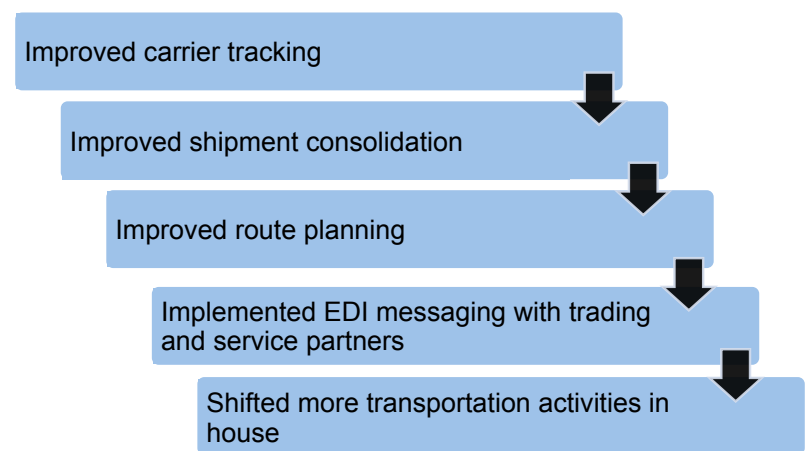 Improved carrier tracking
Improved shipment consolidation
Improved route planning
Implemented EDI messaging with trading
and service partners
Shifted more transportation activities in
house